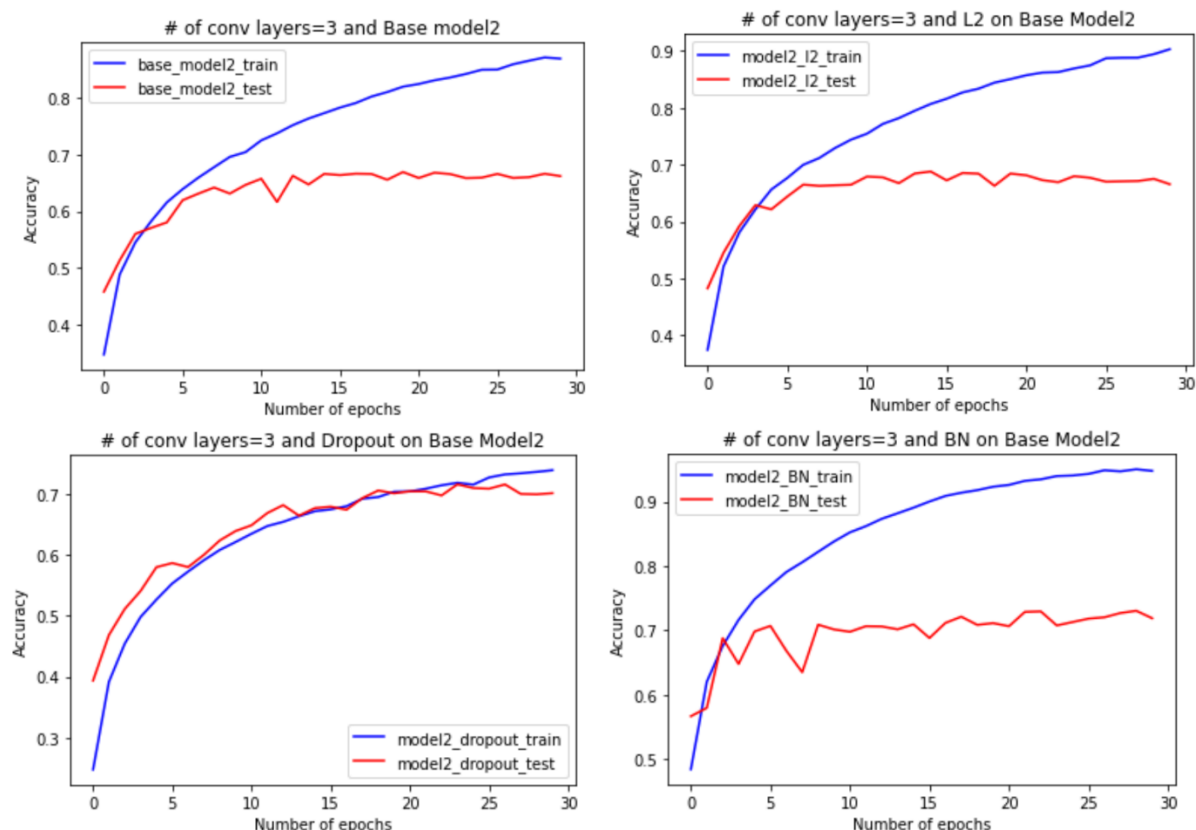 # of conv layers=3 and Base model2
base_model2_train
base_model2_test
0.8
0.7
0.6
0.5
0.4
Accuracy
0 5 10 15 20 25 30
Number of epochs
# of conv layers=3 and L2 on Base Model2
model2_l2_train
model2_l2_test
0.9
0.8
0.7
0.6
0.5
0.4
Accuracy
0 5 10 15 20 25 30
Number of epochs
# of conv layers=3 and Dropout on Base Model2
0.7
0.6
0.5
0.4
0.3
Accuracy
model2_dropout_train
model2_dropout_test
0 5 10 15 20 25 30
Number of epochs
# of conv layers=3 and BN on Base Model2
model2_BN_train
model2_BN_test
0.9
0.8
0.7
0.6
0.5
Accuracy
0 5 10 15 20 25 30
Number of epochs